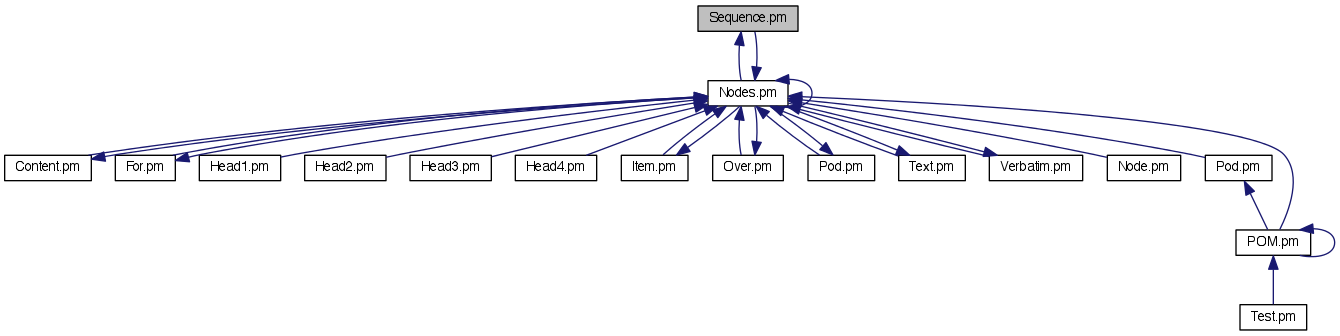 Sequence.pm
Nodes.pm
Content.pm
For.pm
Head1.pm
Head2.pm
Head3.pm
Head4.pm
Item.pm
Over.pm
Pod.pm
Text.pm
Verbatim.pm
Node.pm
Pod.pm
POM.pm
Test.pm